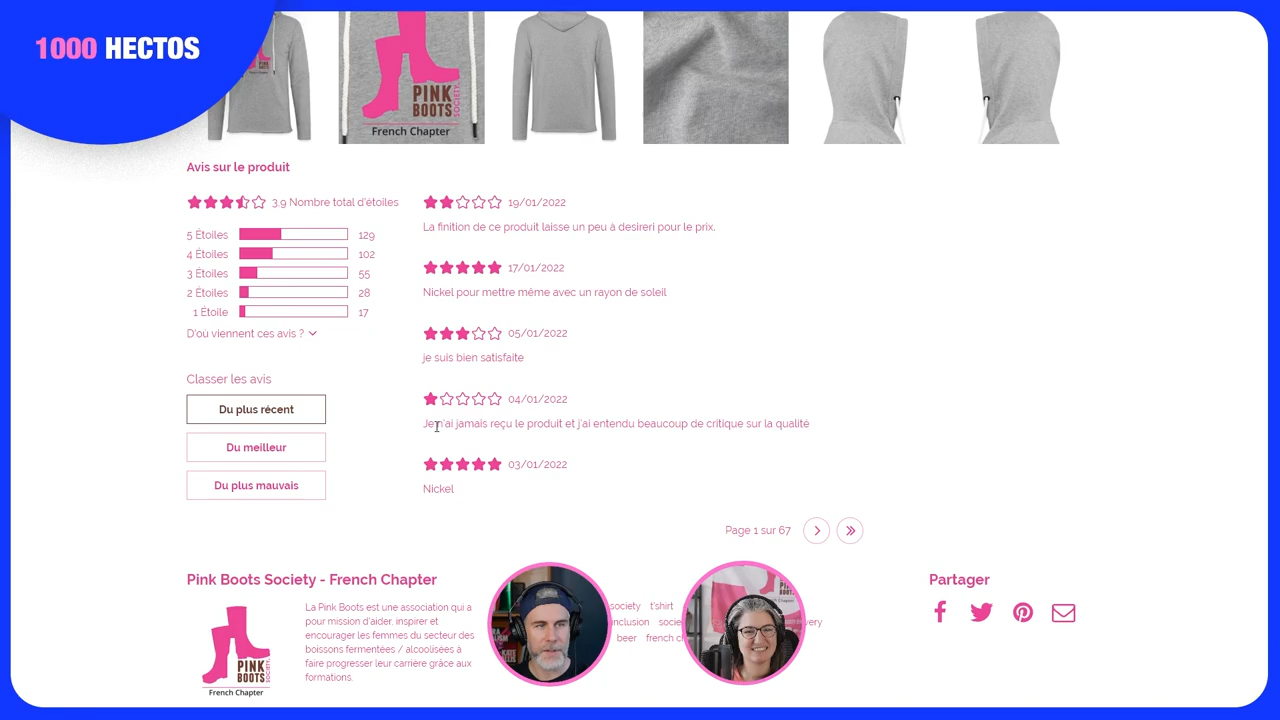 1000 HECTOS
PINK
BOOTS
SOCIETY
French Chapter
Avis sur le produit
3.9 Nombre total d'étoiles
5 Étoiles 129
4 Étoiles 102
3 Étoiles 55
2 Étoiles 28
1 Étoile 17
D'où viennent ces avis ?
Classer les avis
Du plus récent
Du meilleur
Du plus mauvais
19/01/2022
La finition de ce produit laisse un peu à desireri pour le prix.
17/01/2022
Nickel pour mettre même avec un rayon de soleil
05/01/2022
je suis bien satisfaite
04/01/2022
Je n'ai jamais reçu le produit et j'ai entendu beaucoup de critique sur la qualité
03/01/2022
Nickel
Page 1 sur 67
Pink Boots Society - French Chapter
PINK
BOOTS
SOCIETY
French Chapter
La Pink Boots est une association qui a
pour mission d'aider, inspirer et
encourager les femmes du secteur des
boissons fermentées / alcoolisées à
faire progresser leur carrière grâce aux
formations.
society t'shirt
inclusion
beer french
Partager